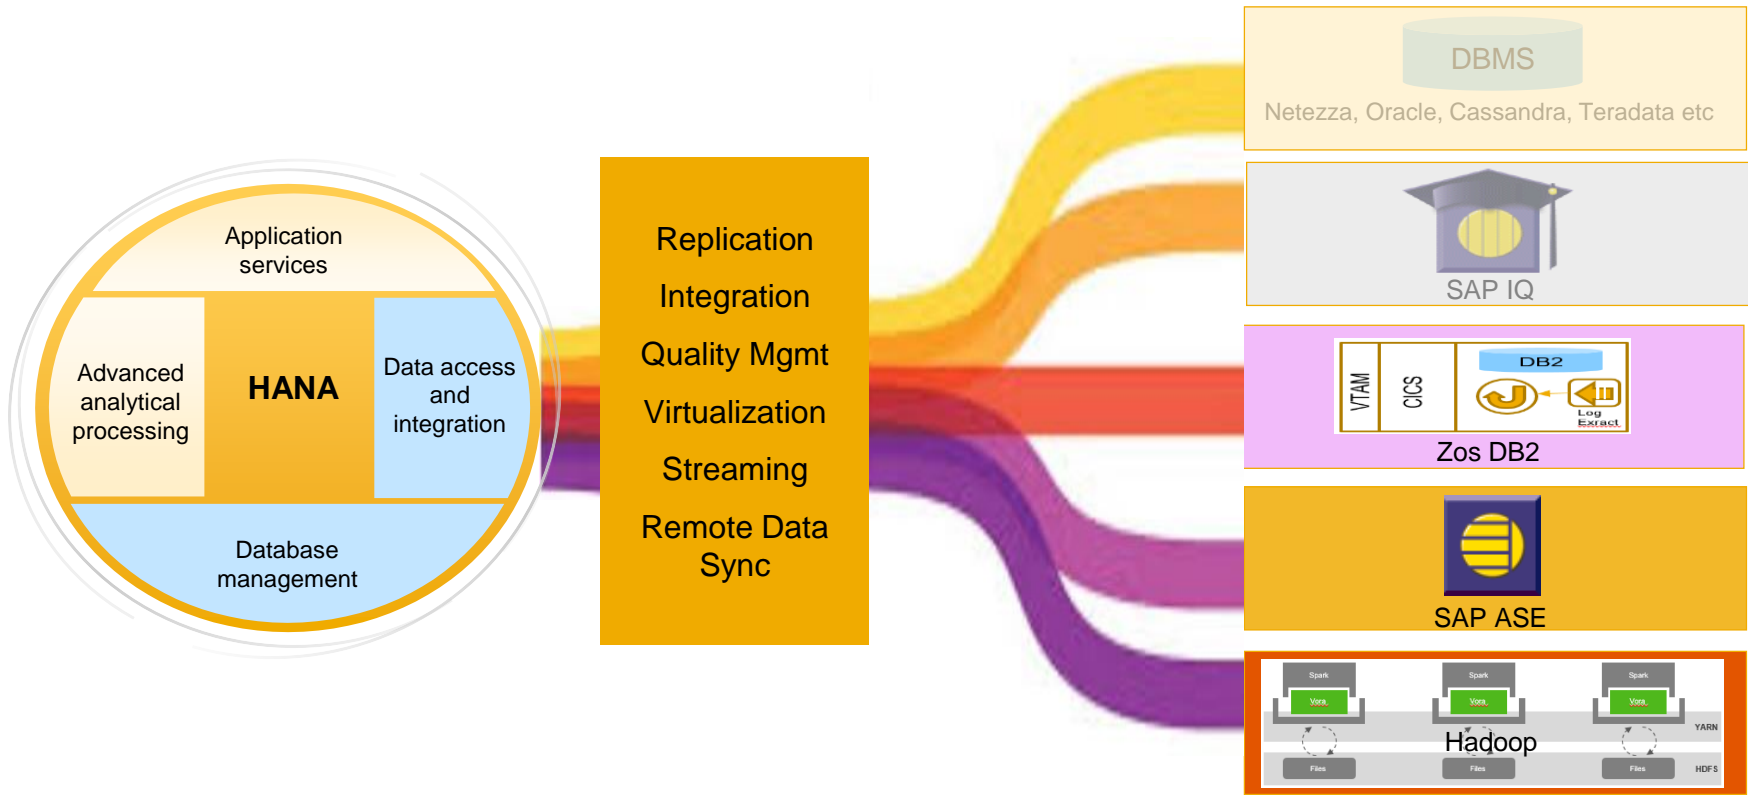 Application
services
Advanced
analytical
processing
HANA
Data access
and
integration
Database
management
Replication
Integration
Quality Mgmt
Virtualization
Streaming
Remote Data
Sync
DBMS
Netezza, Oracle, Cassandra, Teradata etc
SAP IQ
VTAM
CICS
DB2
Log
Exract
Zos DB2
SAP ASE
Spark
Spark
Spark
Vora
Vora
Vora
YARN
Hadoop
Files
Files
Files
HDFS